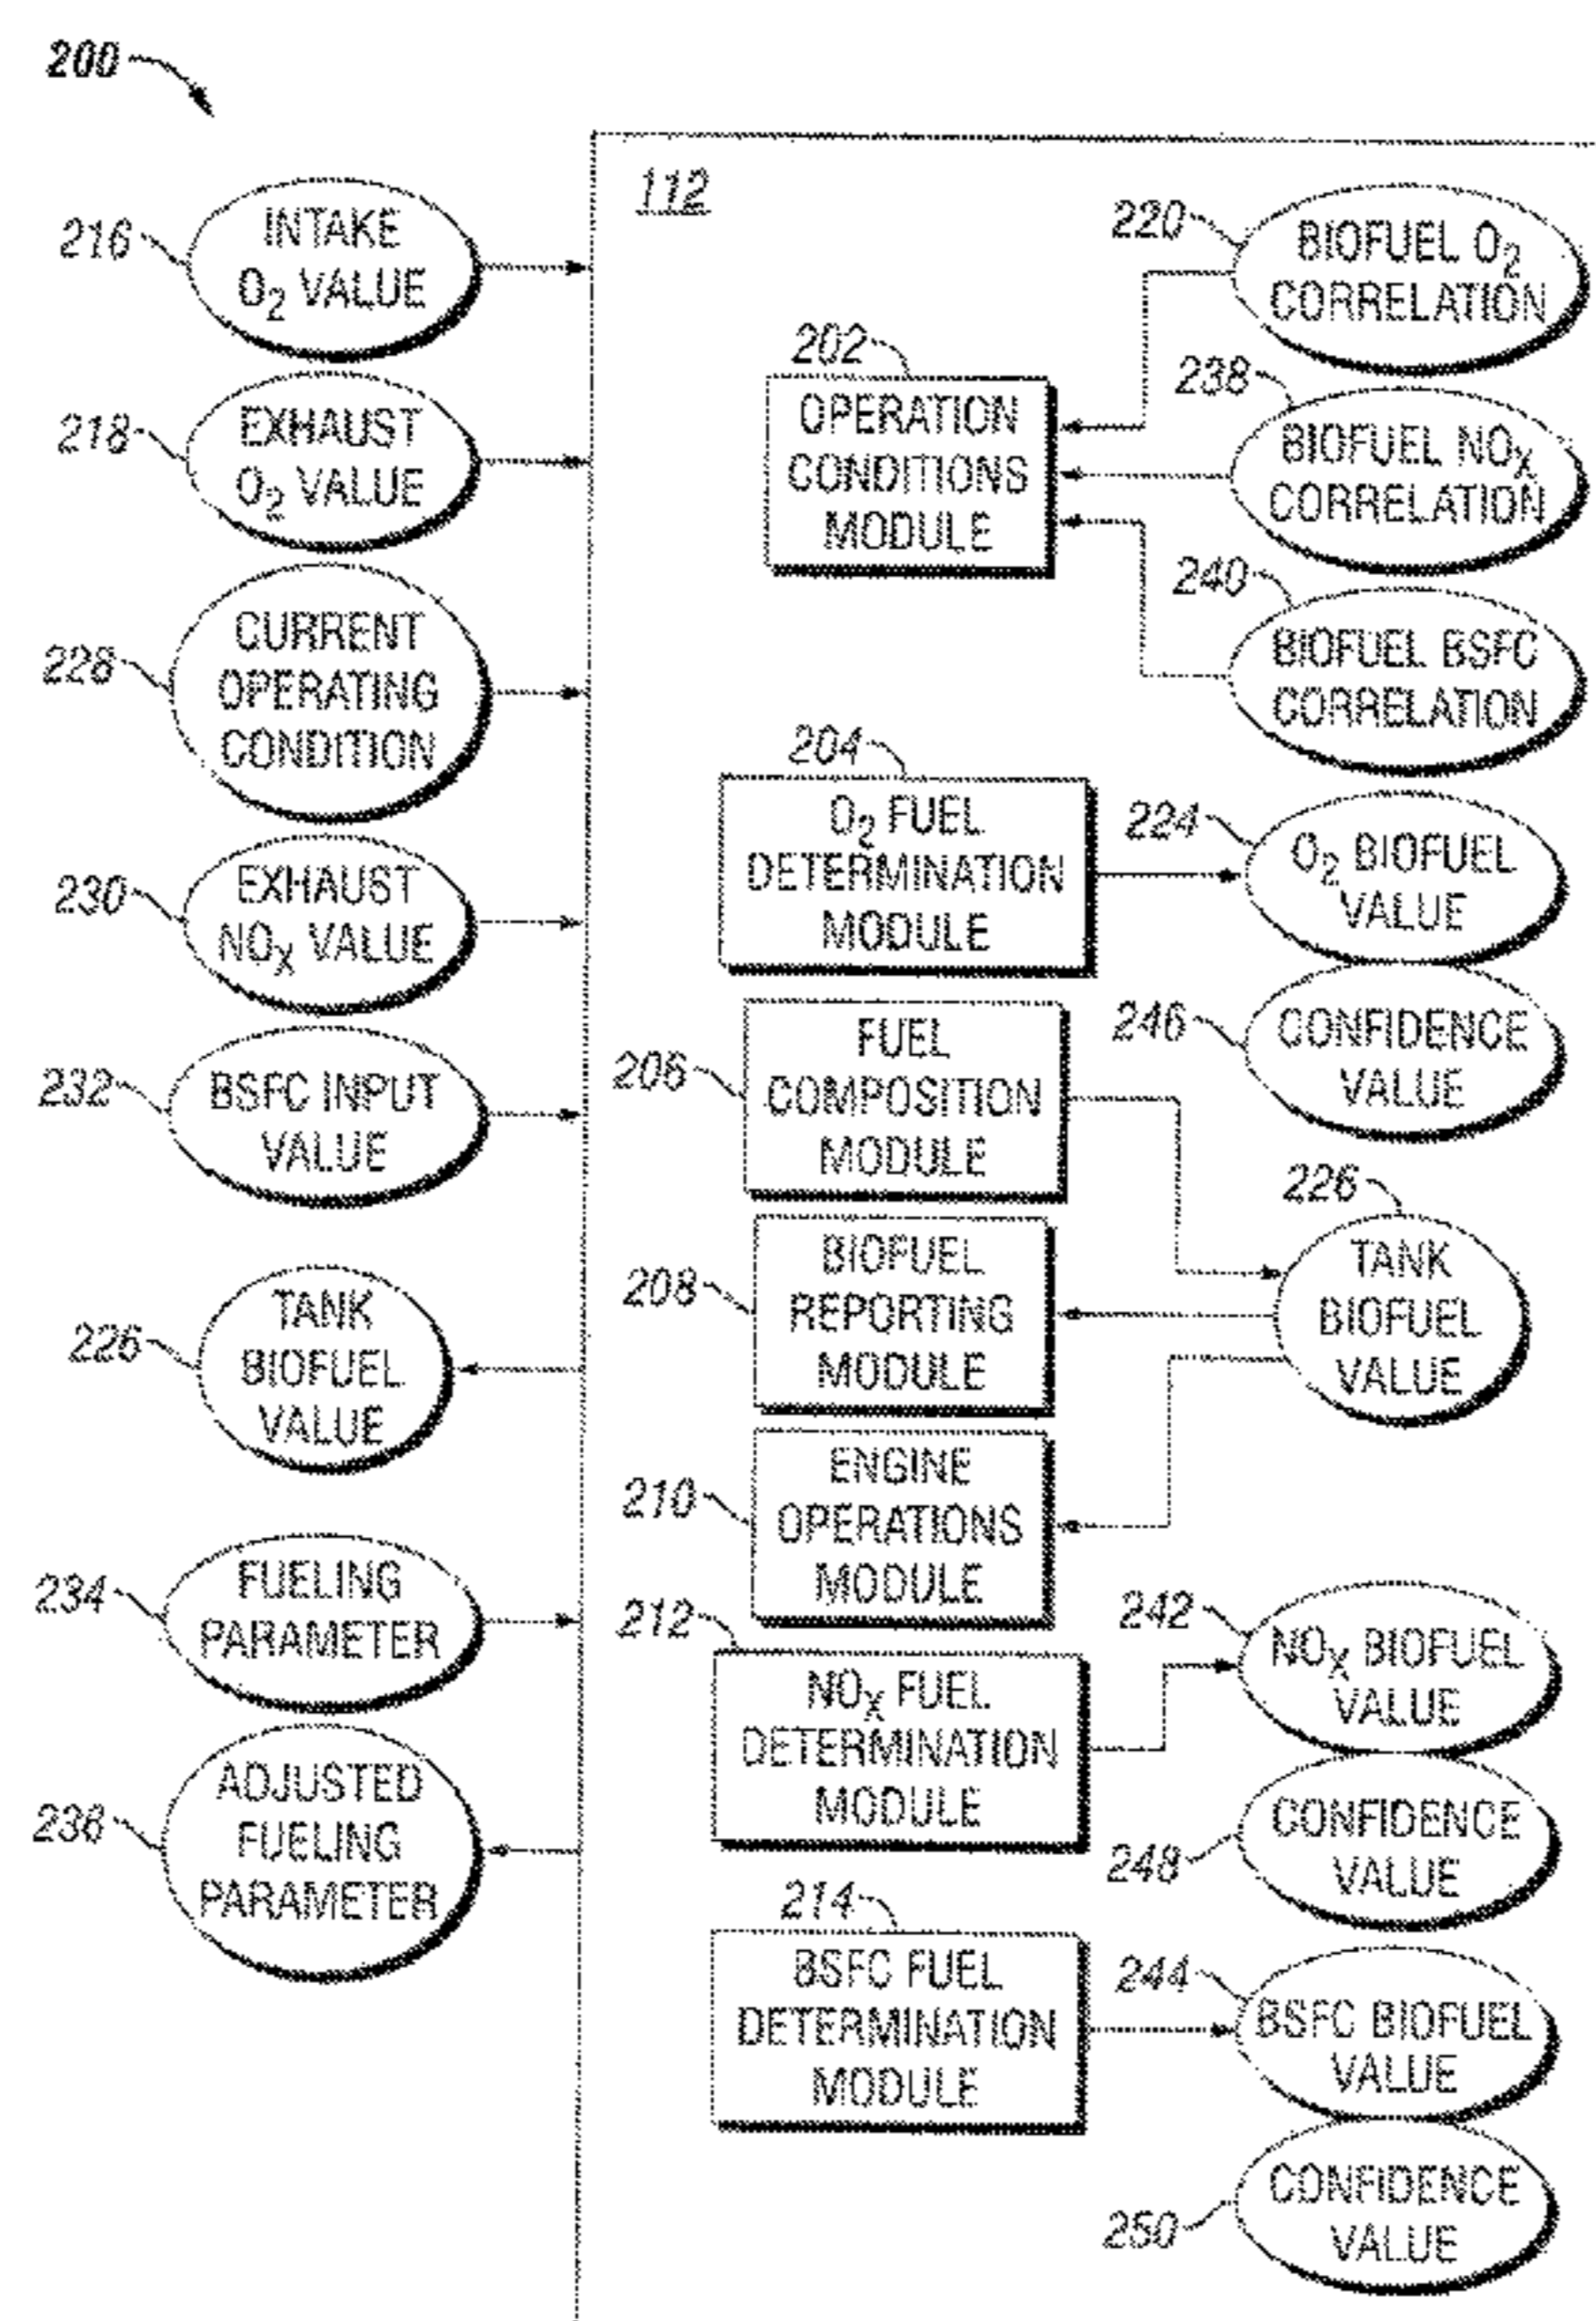 200
112
216
INTAKE
O2 VALUE
218
EXHAUST
O2 VALUE
228
CURRENT
OPERATING
CONDITION
230
EXHAUST
NOX VALUE
232
BSFC INPUT
VALUE
226
TANK
BIOFUEL
VALUE
234
FUELING
PARAMETER
236
ADJUSTED
FUELING
PARAMETER
202
OPERATION
CONDITIONS
MODULE
204
O2 FUEL
DETERMINATION
MODULE
206
FUEL
COMPOSITION
MODULE
208
BIOFUEL
REPORTING
MODULE
210
ENGINE
OPERATIONS
MODULE
212
NOX FUEL
DETERMINATION
MODULE
214
BSFC FUEL
DETERMINATION
MODULE
220
BIOFUEL O2
CORRELATION
238
BIOFUEL NOX
CORRELATION
240
BIOFUEL BSFC
CORRELATION
224
O2 BIOFUEL
VALUE
246
CONFIDENCE
VALUE
226
TANK
BIOFUEL
VALUE
242
NOX BIOFUEL
VALUE
248
CONFIDENCE
VALUE
244
BSFC BIOFUEL
VALUE
250
CONFIDENCE
VALUE